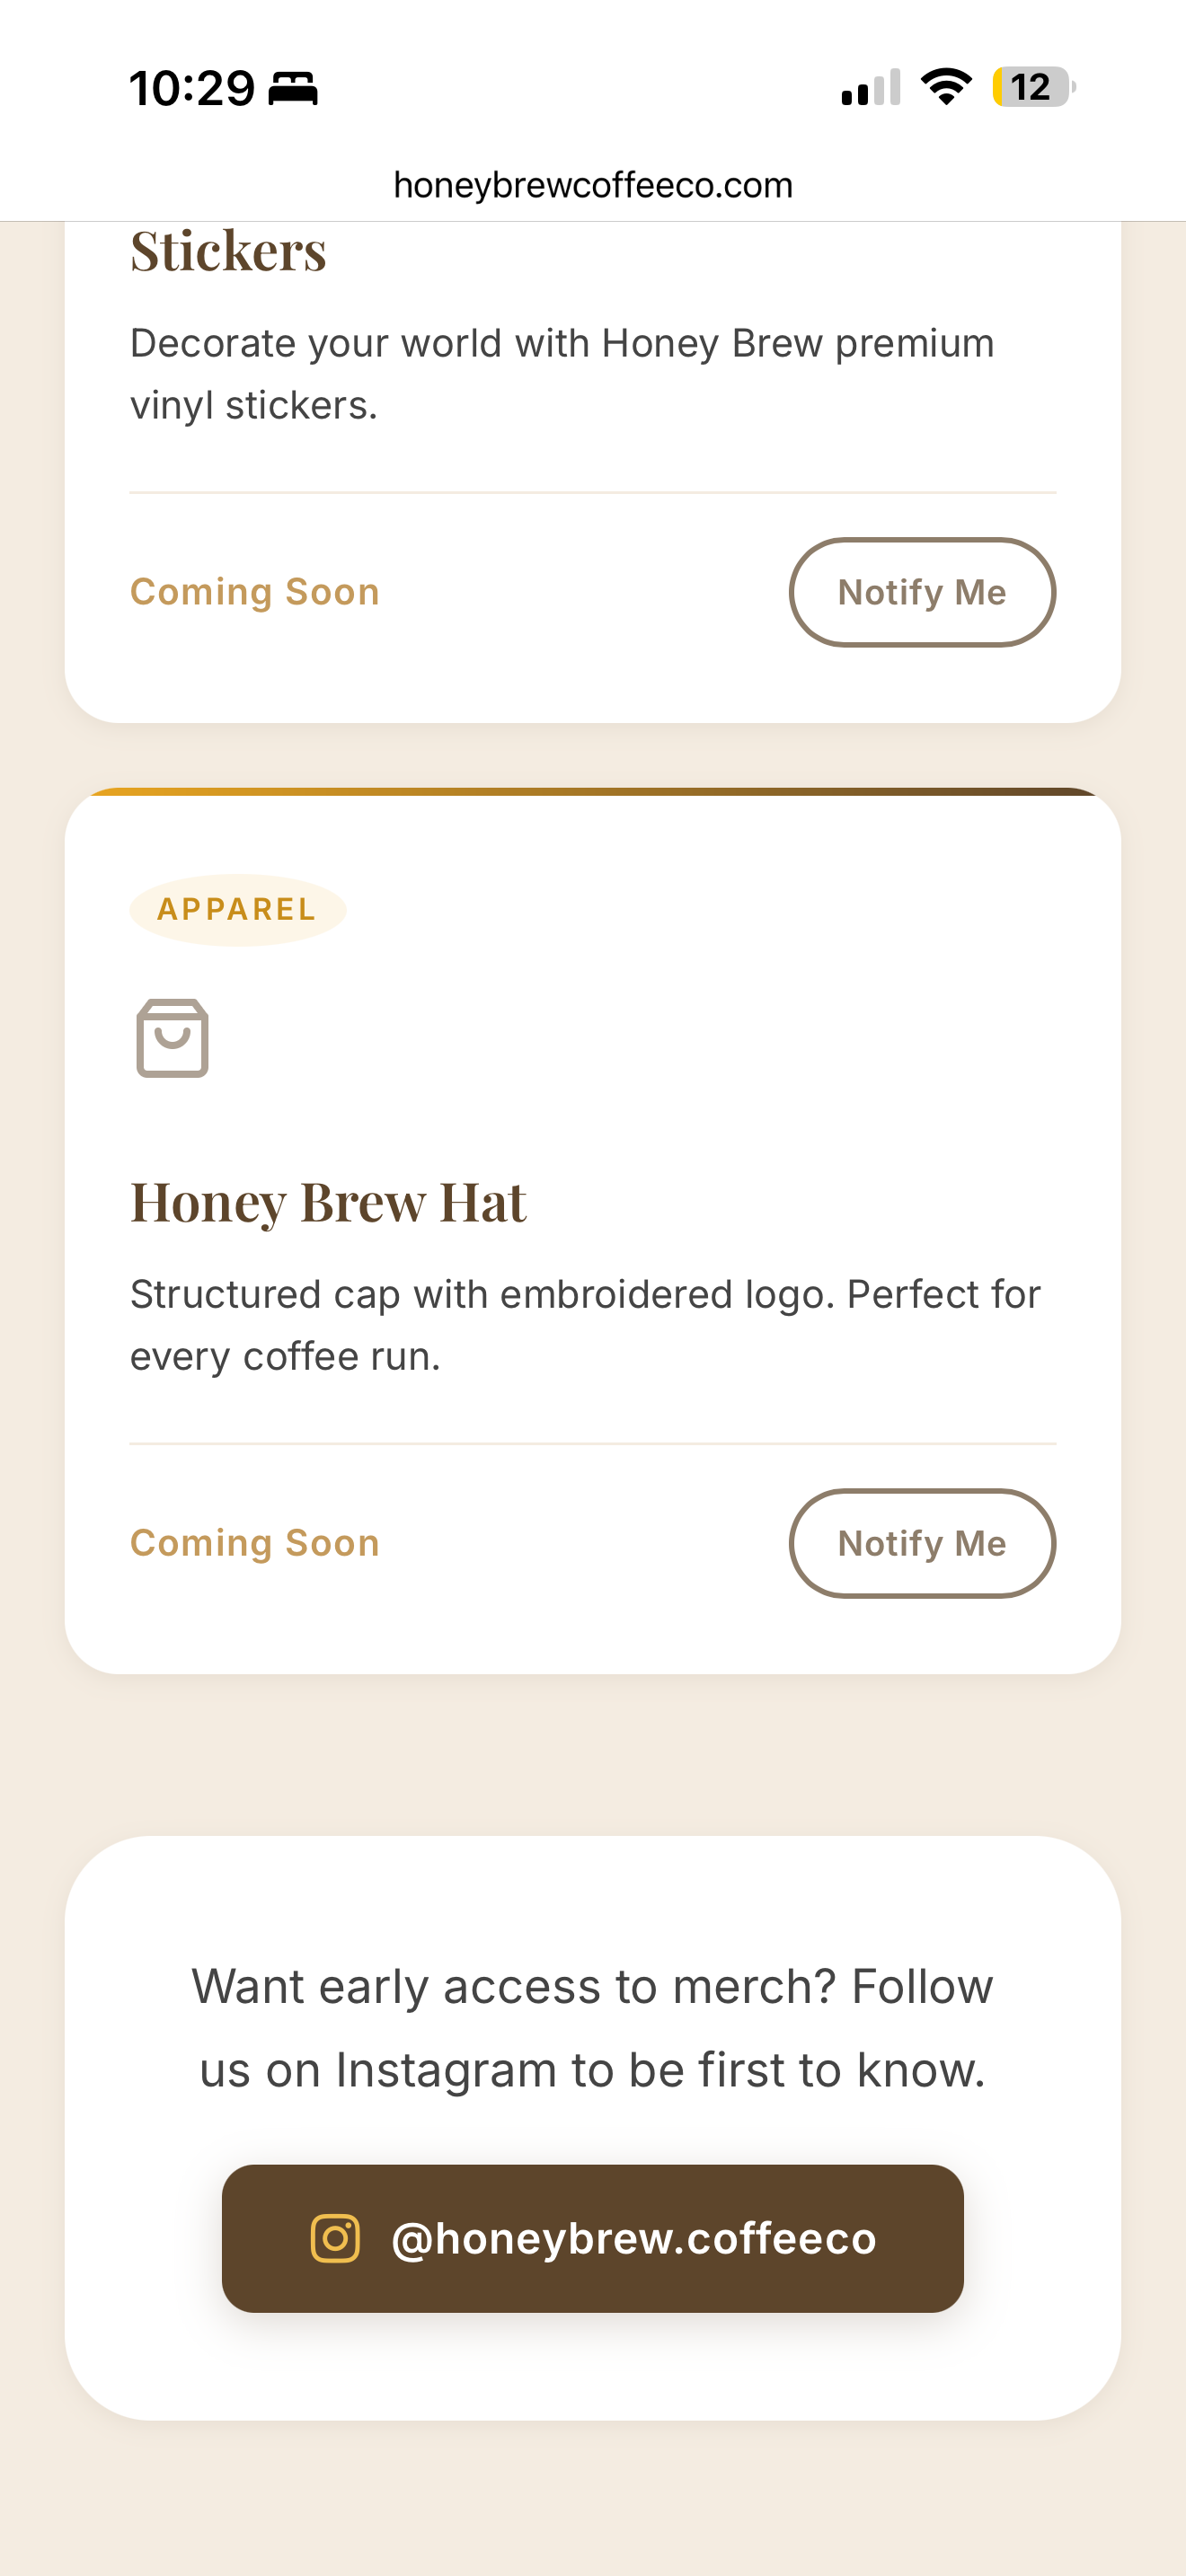 10:29
12
honeybrewcoffeeco.com
Stickers
Decorate your world with Honey Brew premium
vinyl stickers.
Coming Soon
Notify Me
APPAREL
Honey Brew Hat
Structured cap with embroidered logo. Perfect for
every coffee run.
Coming Soon
Notify Me
Want early access to merch? Follow
us on Instagram to be first to know.
@honeybrew.coffeeco